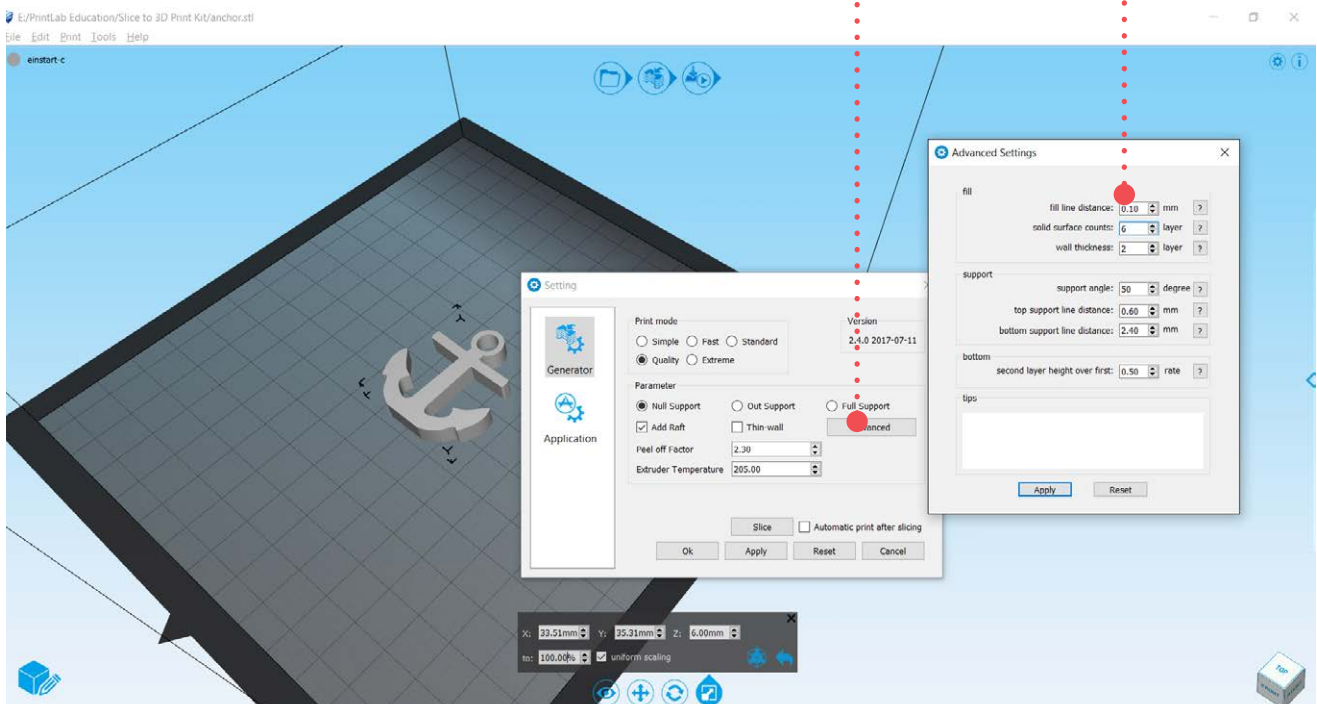 E:/PrintLab Education/Slice to 3D Print Kit/anchor.stl
File Edit Print Tools Help
einstart-c
Advanced Settings
fill
fill line distance: 0.10 mm ?
solid surface counts: 6 layer ?
wall thickness: 2 layer ?
support
support angle: 50 degree ?
top support line distance: 0.60 mm ?
bottom support line distance: 2.40 mm ?
bottom
second layer height over first: 0.50 rate ?
tips
Apply Reset
Setting
Generator
Application
Print mode
Simple Fast Standard
Quality Extreme
Version
2.4.0 2017-07-11
Parameter
Null Support Out Support Full Support
Add Raft Thin-wall Advanced
Peel off Factor 2.30
Extruder Temperature 205.00
Slice Automatic print after slicing
Ok Apply Reset Cancel
X: 33.51mm Y: 35.31mm Z: 6.00mm
to: 100.00% uniform scaling
TOP